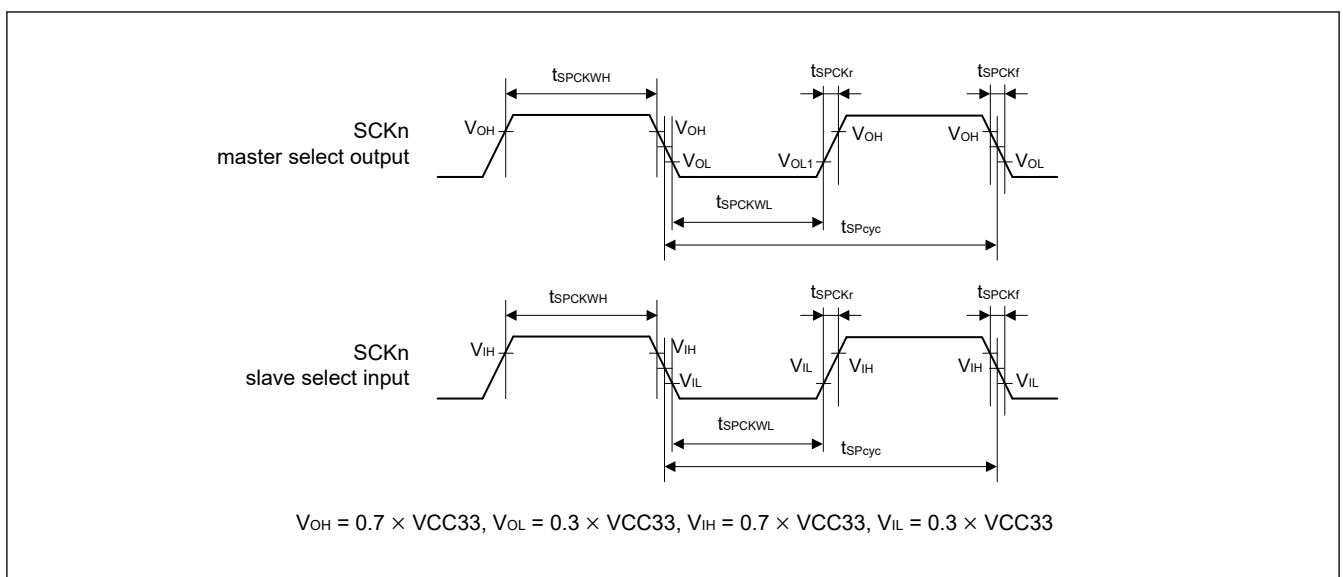 tSPCKWH tSPCKr tSPCKf
SCKn
master select output
VOH VOH VOH VOH
VOL VOL1 VOL
tSPCKWL
tSPcyc
tSPCKWH tSPCKr tSPCKf
SCKn
slave select input
VIH VIH VIH VIH
VIL VIL VIL
tSPCKWL
tSPcyc
VOH = 0.7 × VCC33, VOL = 0.3 × VCC33, VIH = 0.7 × VCC33, VIL = 0.3 × VCC33